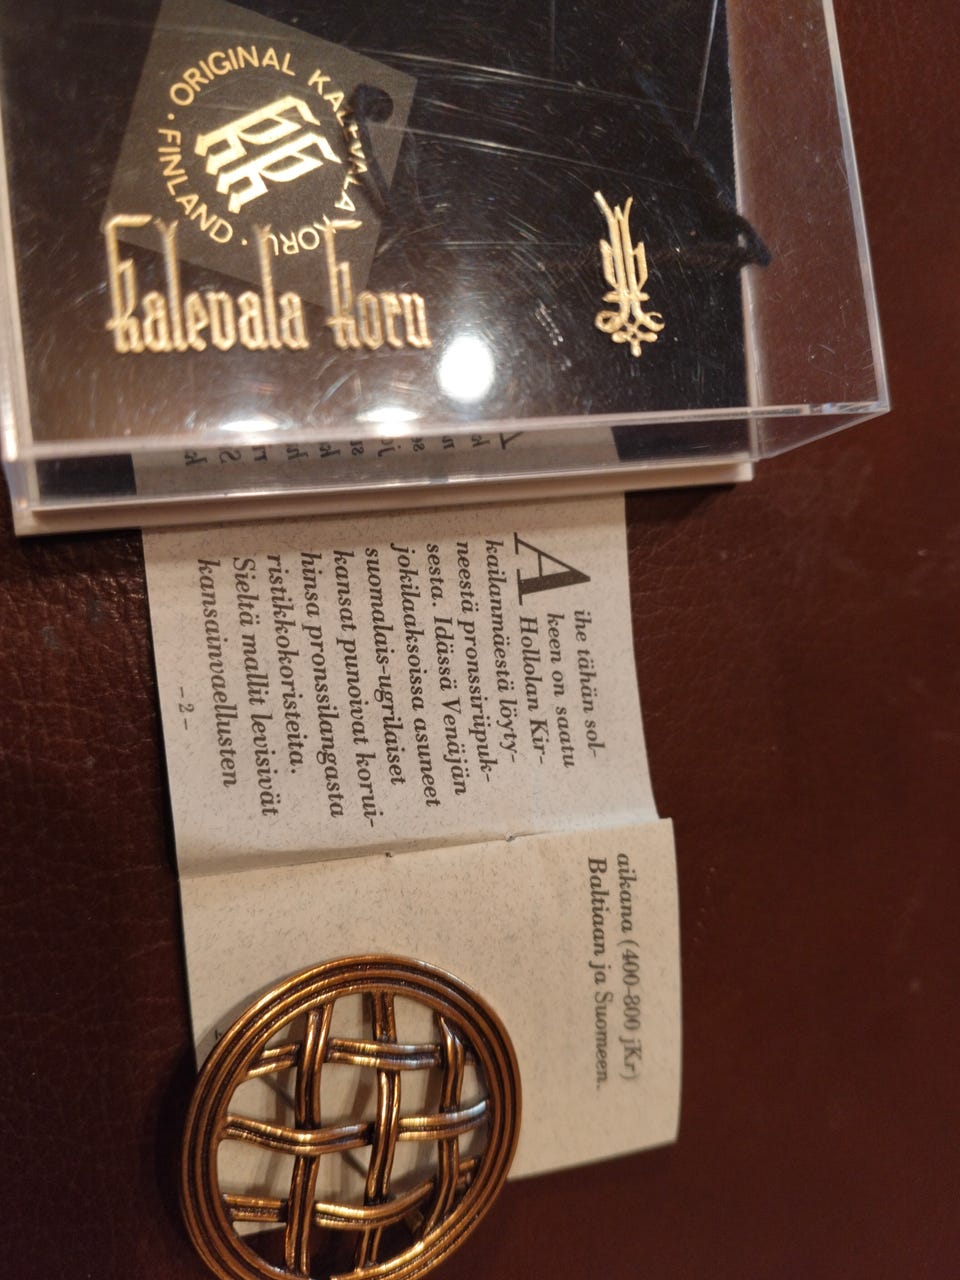 · ORIGINAL KALEVALA KORU · FINLAND
Kalevala Koru
Aihe tähän sol-
keen on saatu
Hollolan Kir-
kailanmäestä löyty-
neestä pronssiriipuk-
sesta. Idässä Venäjän
jokilaaksoissa asuneet
suomalais-ugrilaiset
kansat punoivat korui-
hinsa pronssilangasta
ristikkokoristeita.
Sieltä mallit levisivät
kansainvaellusten
– 2 –
aikana (400-800 jKr)
Baltiaan ja Suomeen.